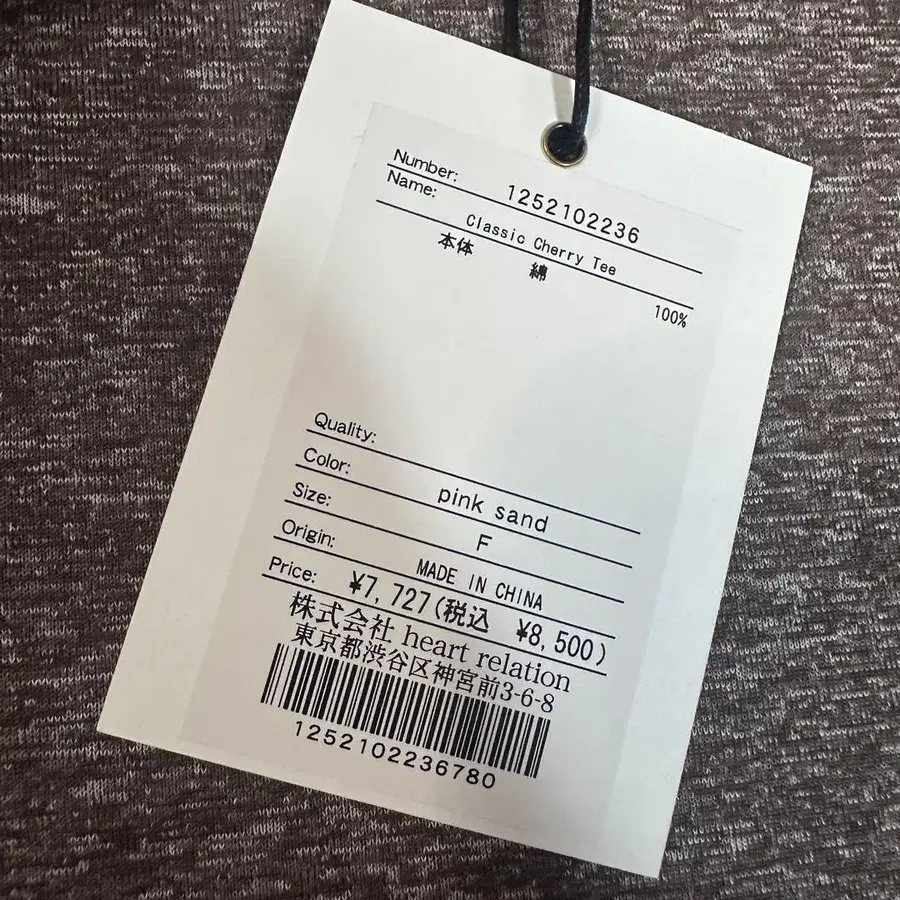 Number: 1252102236
Name: Classic Cherry Tee
本体 綿 100%
Quality:
Color: pink sand
Size: F
Origin: MADE IN CHINA
Price: ¥7,727(税込 ¥8,500)
株式会社 heart relation
東京都渋谷区神宮前3-6-8
1252102236780